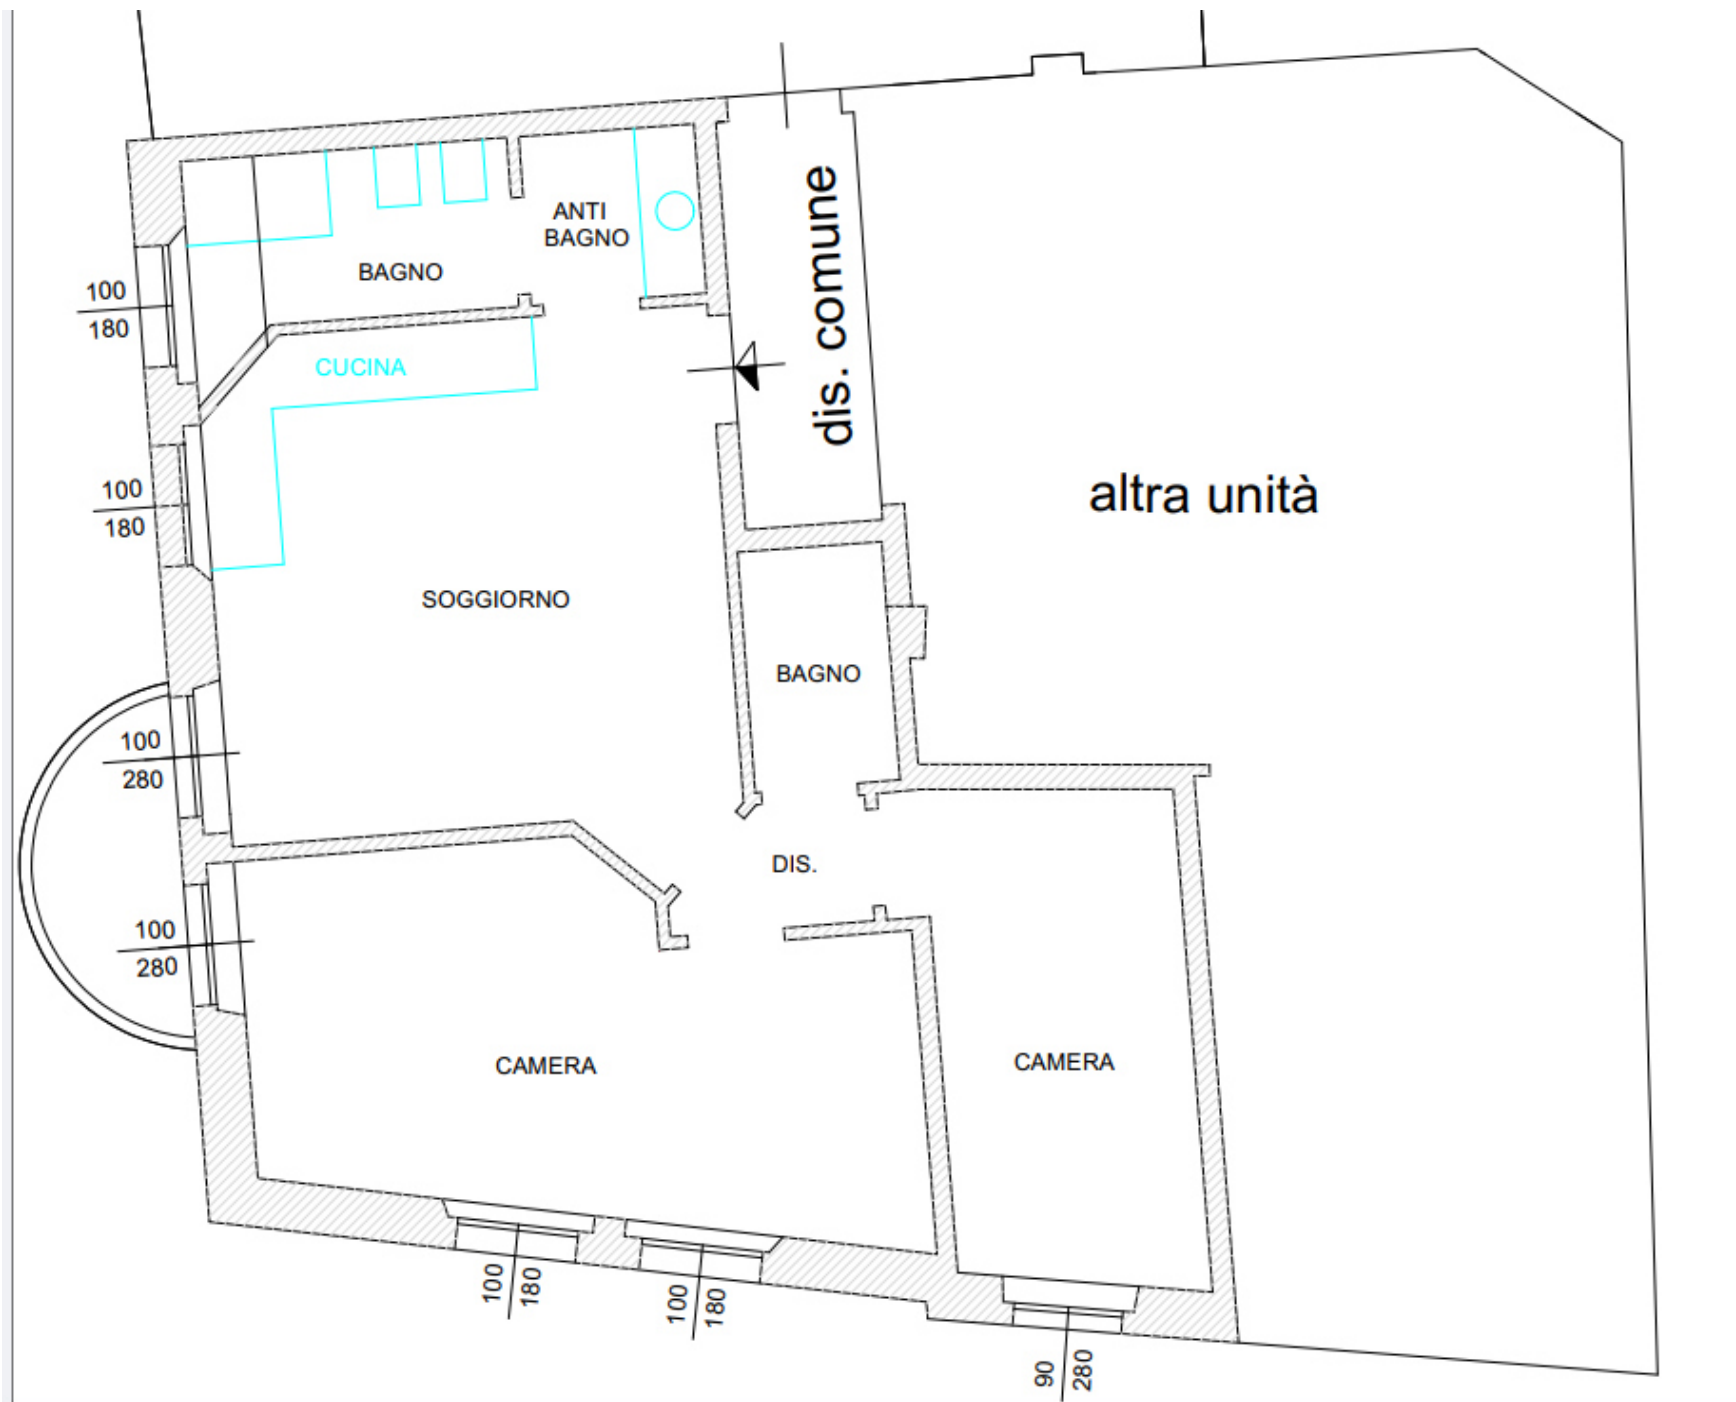 ANTI
BAGNO
BAGNO
dis. comune
100
180
CUCINA
100
180
altra unità
SOGGIORNO
BAGNO
100
280
DIS.
100
280
CAMERA
CAMERA
100
180
100
180
90
280